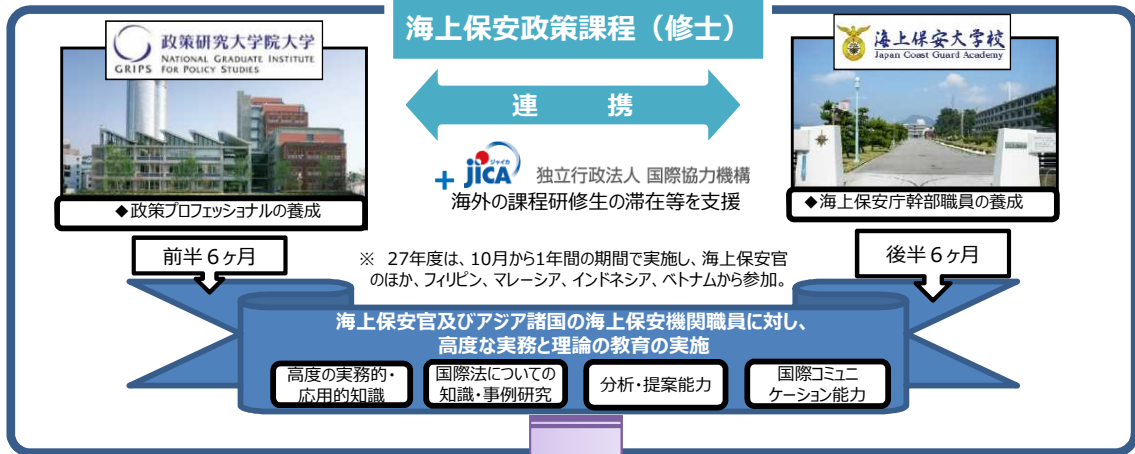 海上保安政策課程（修士）
政策研究大学院大学
NATIONAL GRADUATE INSTITUTE
FOR POLICY STUDIES
GRIPS
海上保安大学校
Japan Coast Guard Academy
連 携
+
ジャイカ
jICA
独立行政法人 国際協力機構
海外の課程研修生の滞在等を支援
◆政策プロフェッショナルの養成
◆海上保安庁幹部職員の養成
前半６ヶ月
後半６ヶ月
※ 27年度は、10月から1年間の期間で実施し、海上保安官
のほか、フィリピン、マレーシア、インドネシア、ベトナムから参加。
海上保安官及びアジア諸国の海上保安機関職員に対し、
高度な実務と理論の教育の実施
高度の実務的・
応用的知識
国際法についての
知識・事例研究
分析・提案能力
国際コミュニ
ケーション能力